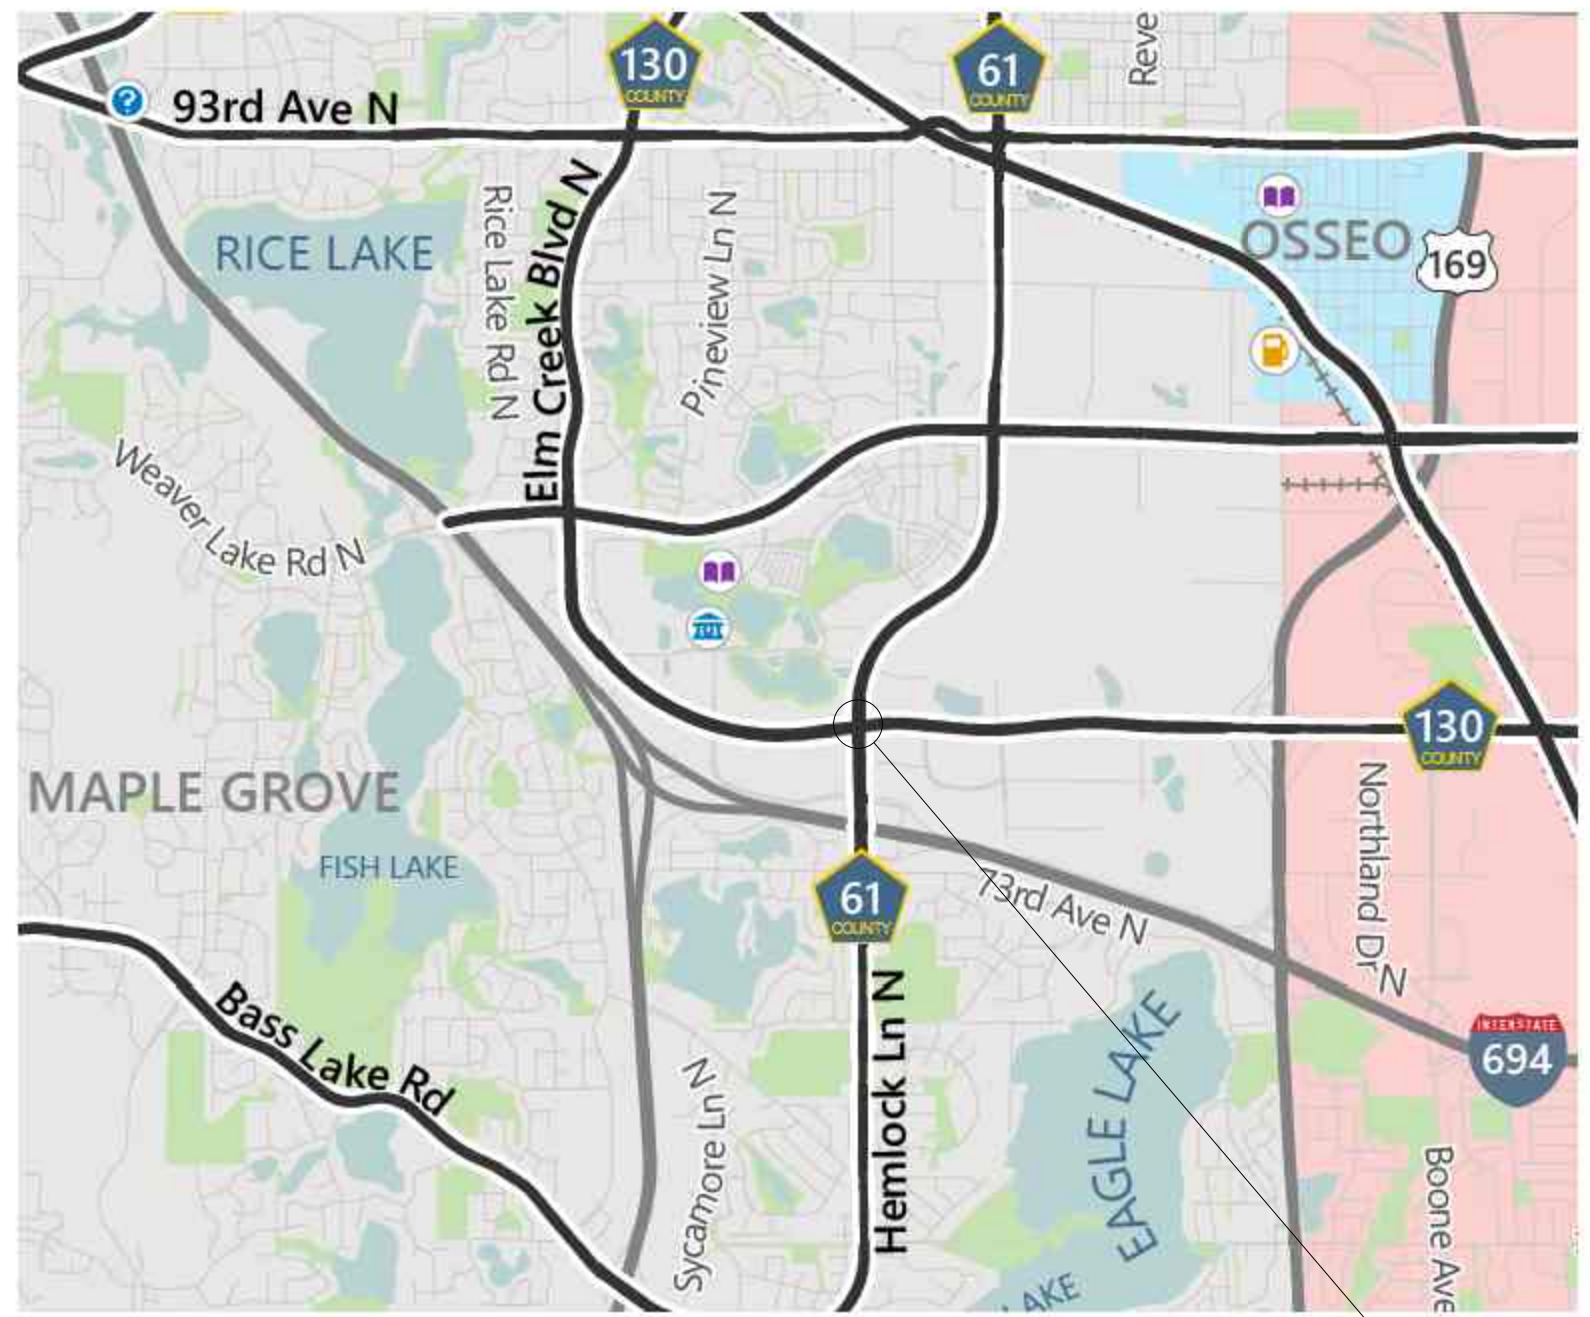 130
COUNTY
61
COUNTY
Reve
?
93rd Ave N
RICE LAKE
Rice Lake Rd N
Elm Creek Blvd N
Pineview Ln N
OSSEO
169
Weaver Lake Rd N
MAPLE GROVE
130
COUNTY
FISH LAKE
61
COUNTY
73rd Ave N
Northland Dr N
Bass Lake Rd
Hemlock Ln N
EAGLE LAKE
INTERSTATE
694
Sycamore Ln N
Boone Ave
LAKE